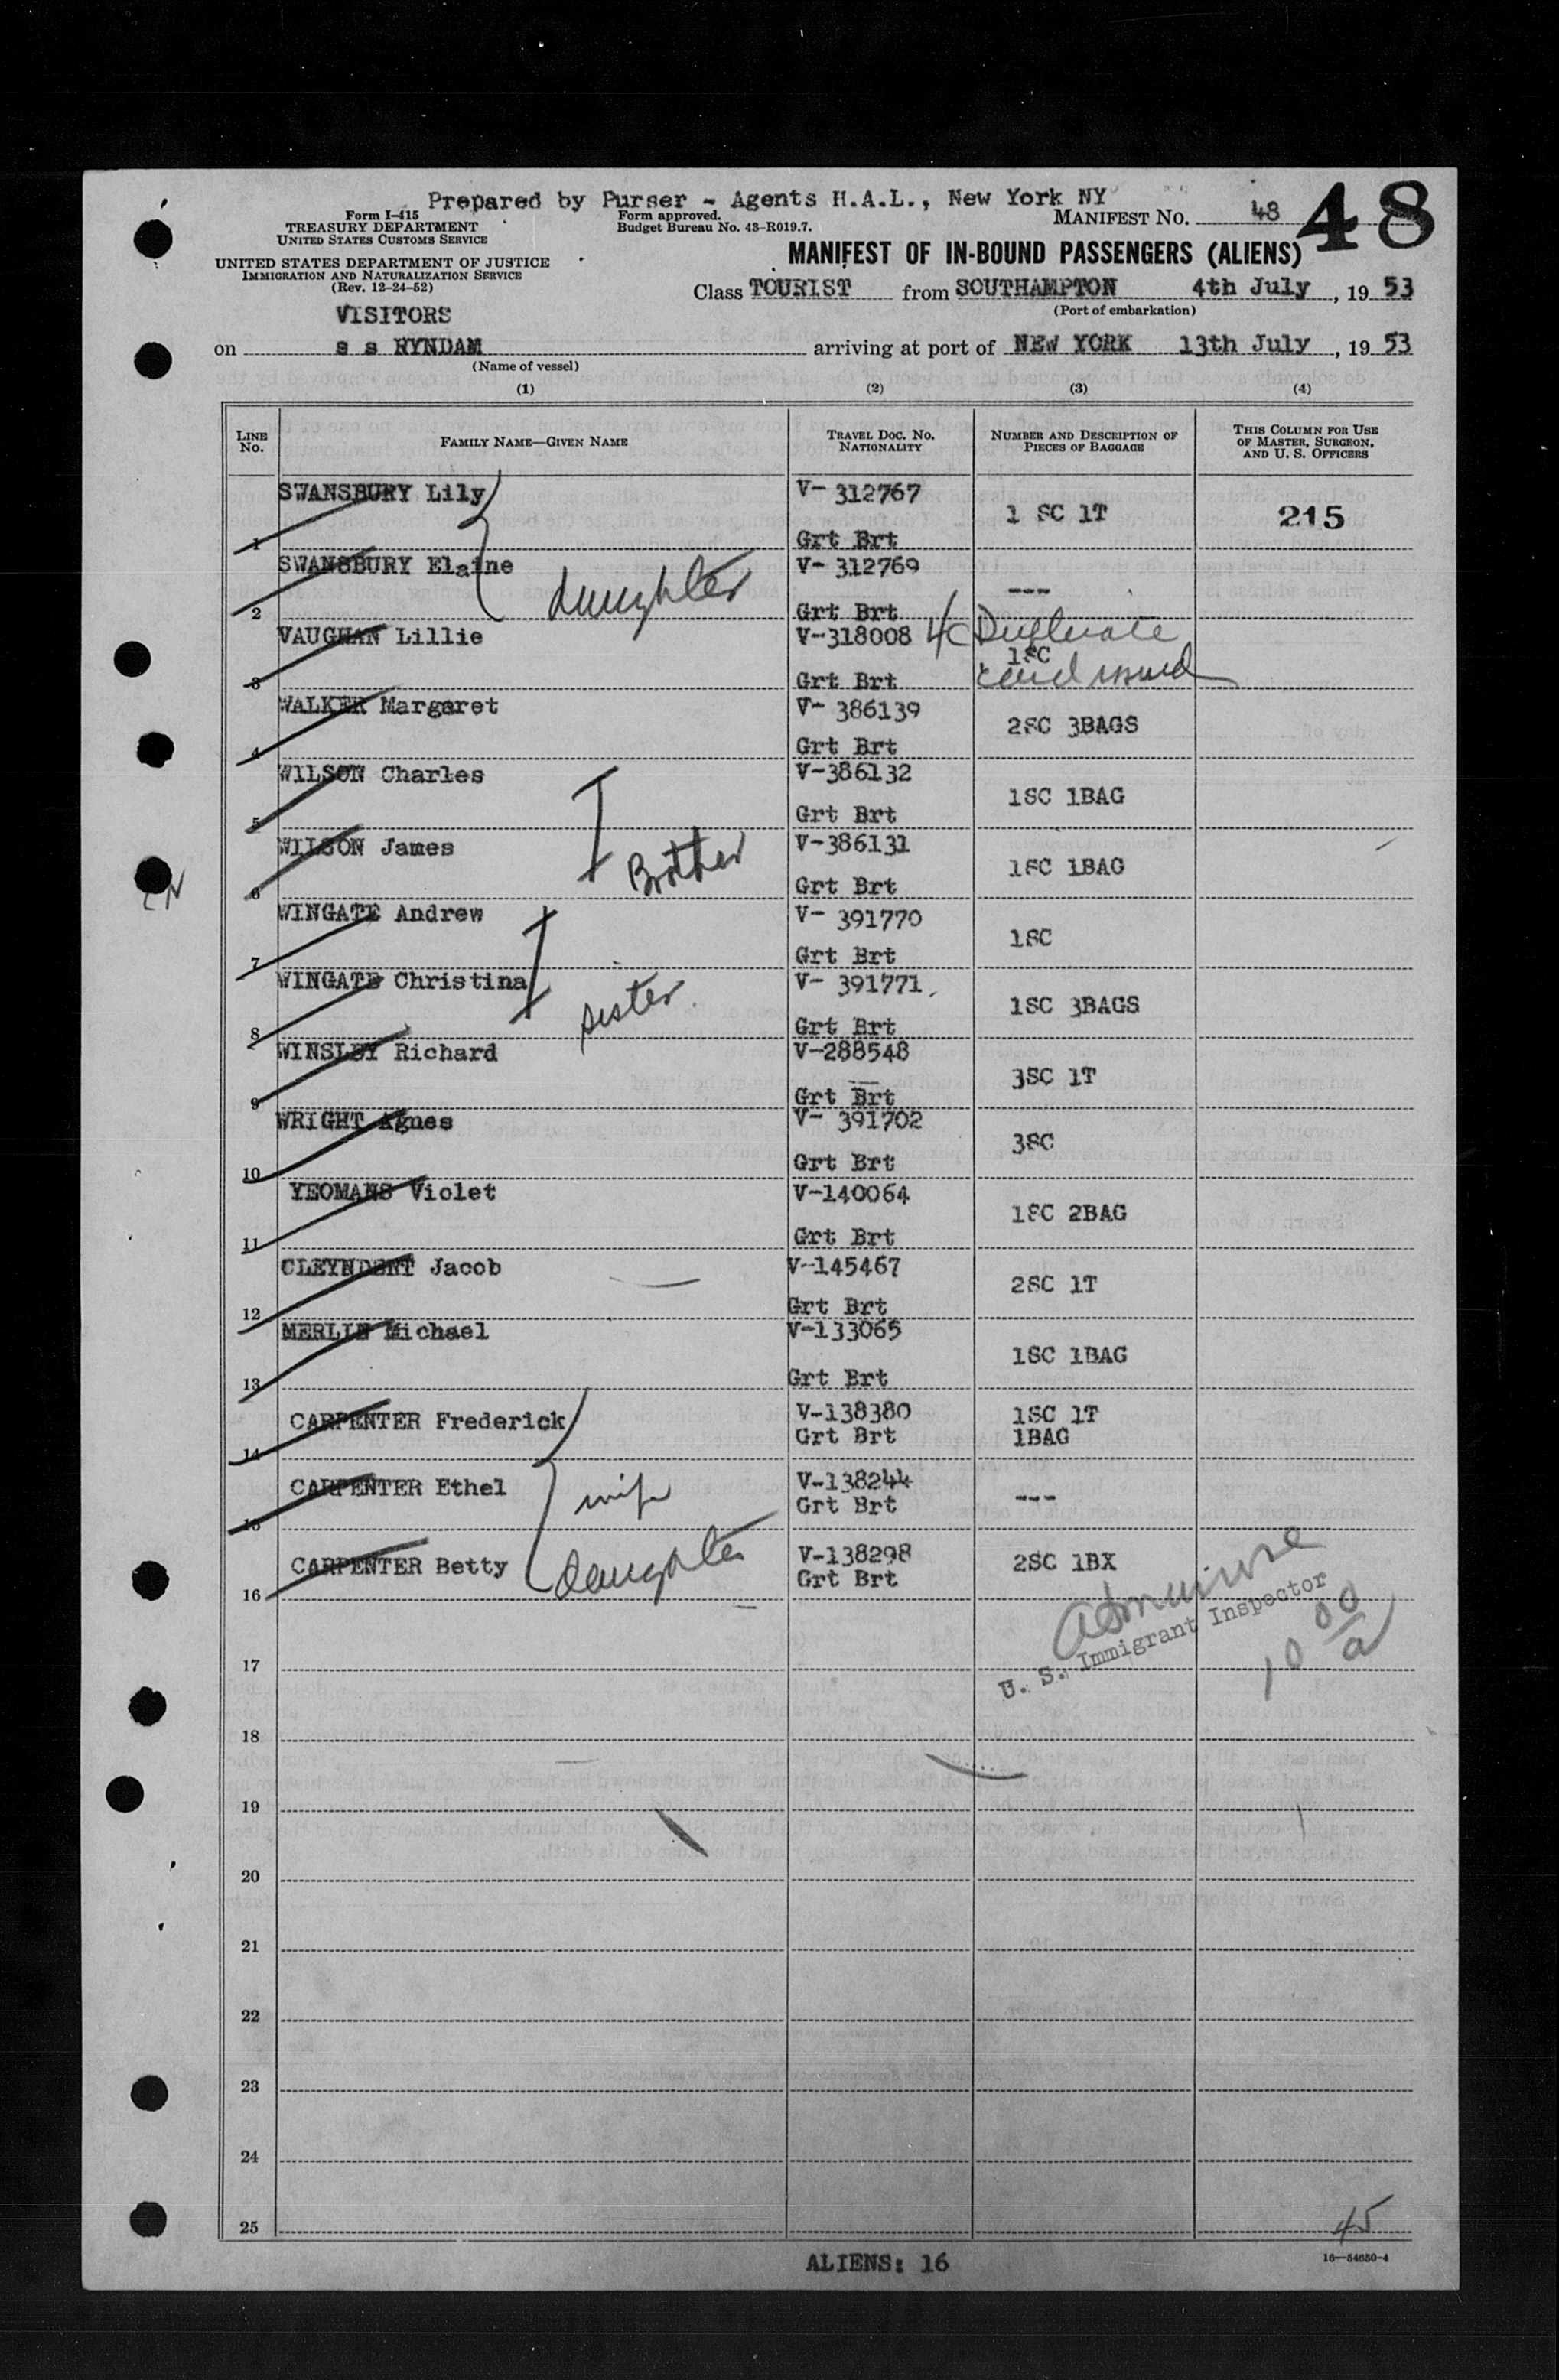 Prepared by Purser - Agents H.A.L., New York NY
Form I-415
TREASURY DEPARTMENT
UNITED STATES CUSTOMS SERVICE
Form approved.
Budget Bureau No. 43-R019.7.
MANIFEST No. 48
48
UNITED STATES DEPARTMENT OF JUSTICE
IMMIGRATION AND NATURALIZATION SERVICE
(Rev. 12-24-52)
MANIFEST OF IN-BOUND PASSENGERS (ALIENS)
Class TOURIST from SOUTHAMPTON 4th July, 1953
(Port of embarkation)
VISITORS
on s s RYNDAM arriving at port of NEW YORK 13th July, 1953
(Name of vessel)
(1) (2) (3) (4)
LINE No. FAMILY NAME—GIVEN NAME TRAVEL DOC. NO. NATIONALITY NUMBER AND DESCRIPTION OF PIECES OF BAGGAGE THIS COLUMN FOR USE OF MASTER, SURGEON, AND U. S. OFFICERS
1 SWANSBURY Lily V- 312767 Grt Brt 1 SC 1T 215
2 SWANSBURY Elaine daughter V- 312769 Grt Brt ---
3 VAUGHAN Lillie V-318008 Grt Brt 4C Duplicate 1SC card issued
4 WALKER Margaret V- 386139 Grt Brt 2SC 3BAGS
5 WILSON Charles V-386132 Grt Brt 1SC 1BAG
6 WILSON James Brother V-386131 Grt Brt 1SC 1BAG
7 WINGATE Andrew V- 391770 Grt Brt 1SC
8 WINGATE Christina sister. V- 391771 Grt Brt 1SC 3BAGS
9 WINSLEY Richard V-288548 Grt Brt 3SC 1T
10 WRIGHT Agnes V- 391702 Grt Brt 3SC
11 YEOMANS Violet V-140064 Grt Brt 1SC 2BAG
12 CLEYNDERT Jacob V-145467 Grt Brt 2SC 1T
13 MERLIN Michael V-133065 Grt Brt 1SC 1BAG
14 CARPENTER Frederick V-138380 Grt Brt 1SC 1T 1BAG
15 CARPENTER Ethel wife V-138244 Grt Brt ---
16 CARPENTER Betty daughter V-138298 Grt Brt 2SC 1BX
U. S. Immigrant Inspector
10 00 a
17
18
19
20
21
22
23
24
25
45
ALIENS: 16
16—54650-4